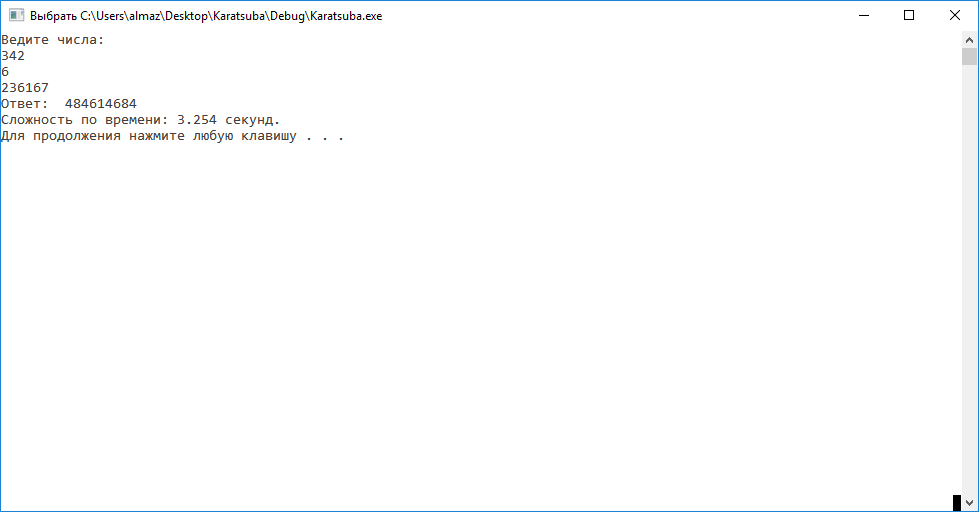 Выбрать C:\Users\almaz\Desktop\Karatsuba\Debug\Karatsuba.exe
Ведите числа:
342
6
236167
Ответ:  484614684
Сложность по времени: 3.254 секунд.
Для продолжения нажмите любую клавишу . . .